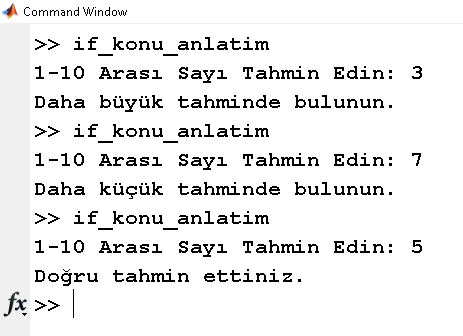 Command Window
>> if_konu_anlatim
1-10 Arası Sayı Tahmin Edin: 3
Daha büyük tahminde bulunun.
>> if_konu_anlatim
1-10 Arası Sayı Tahmin Edin: 7
Daha küçük tahminde bulunun.
>> if_konu_anlatim
1-10 Arası Sayı Tahmin Edin: 5
Doğru tahmin ettiniz.
fx >>